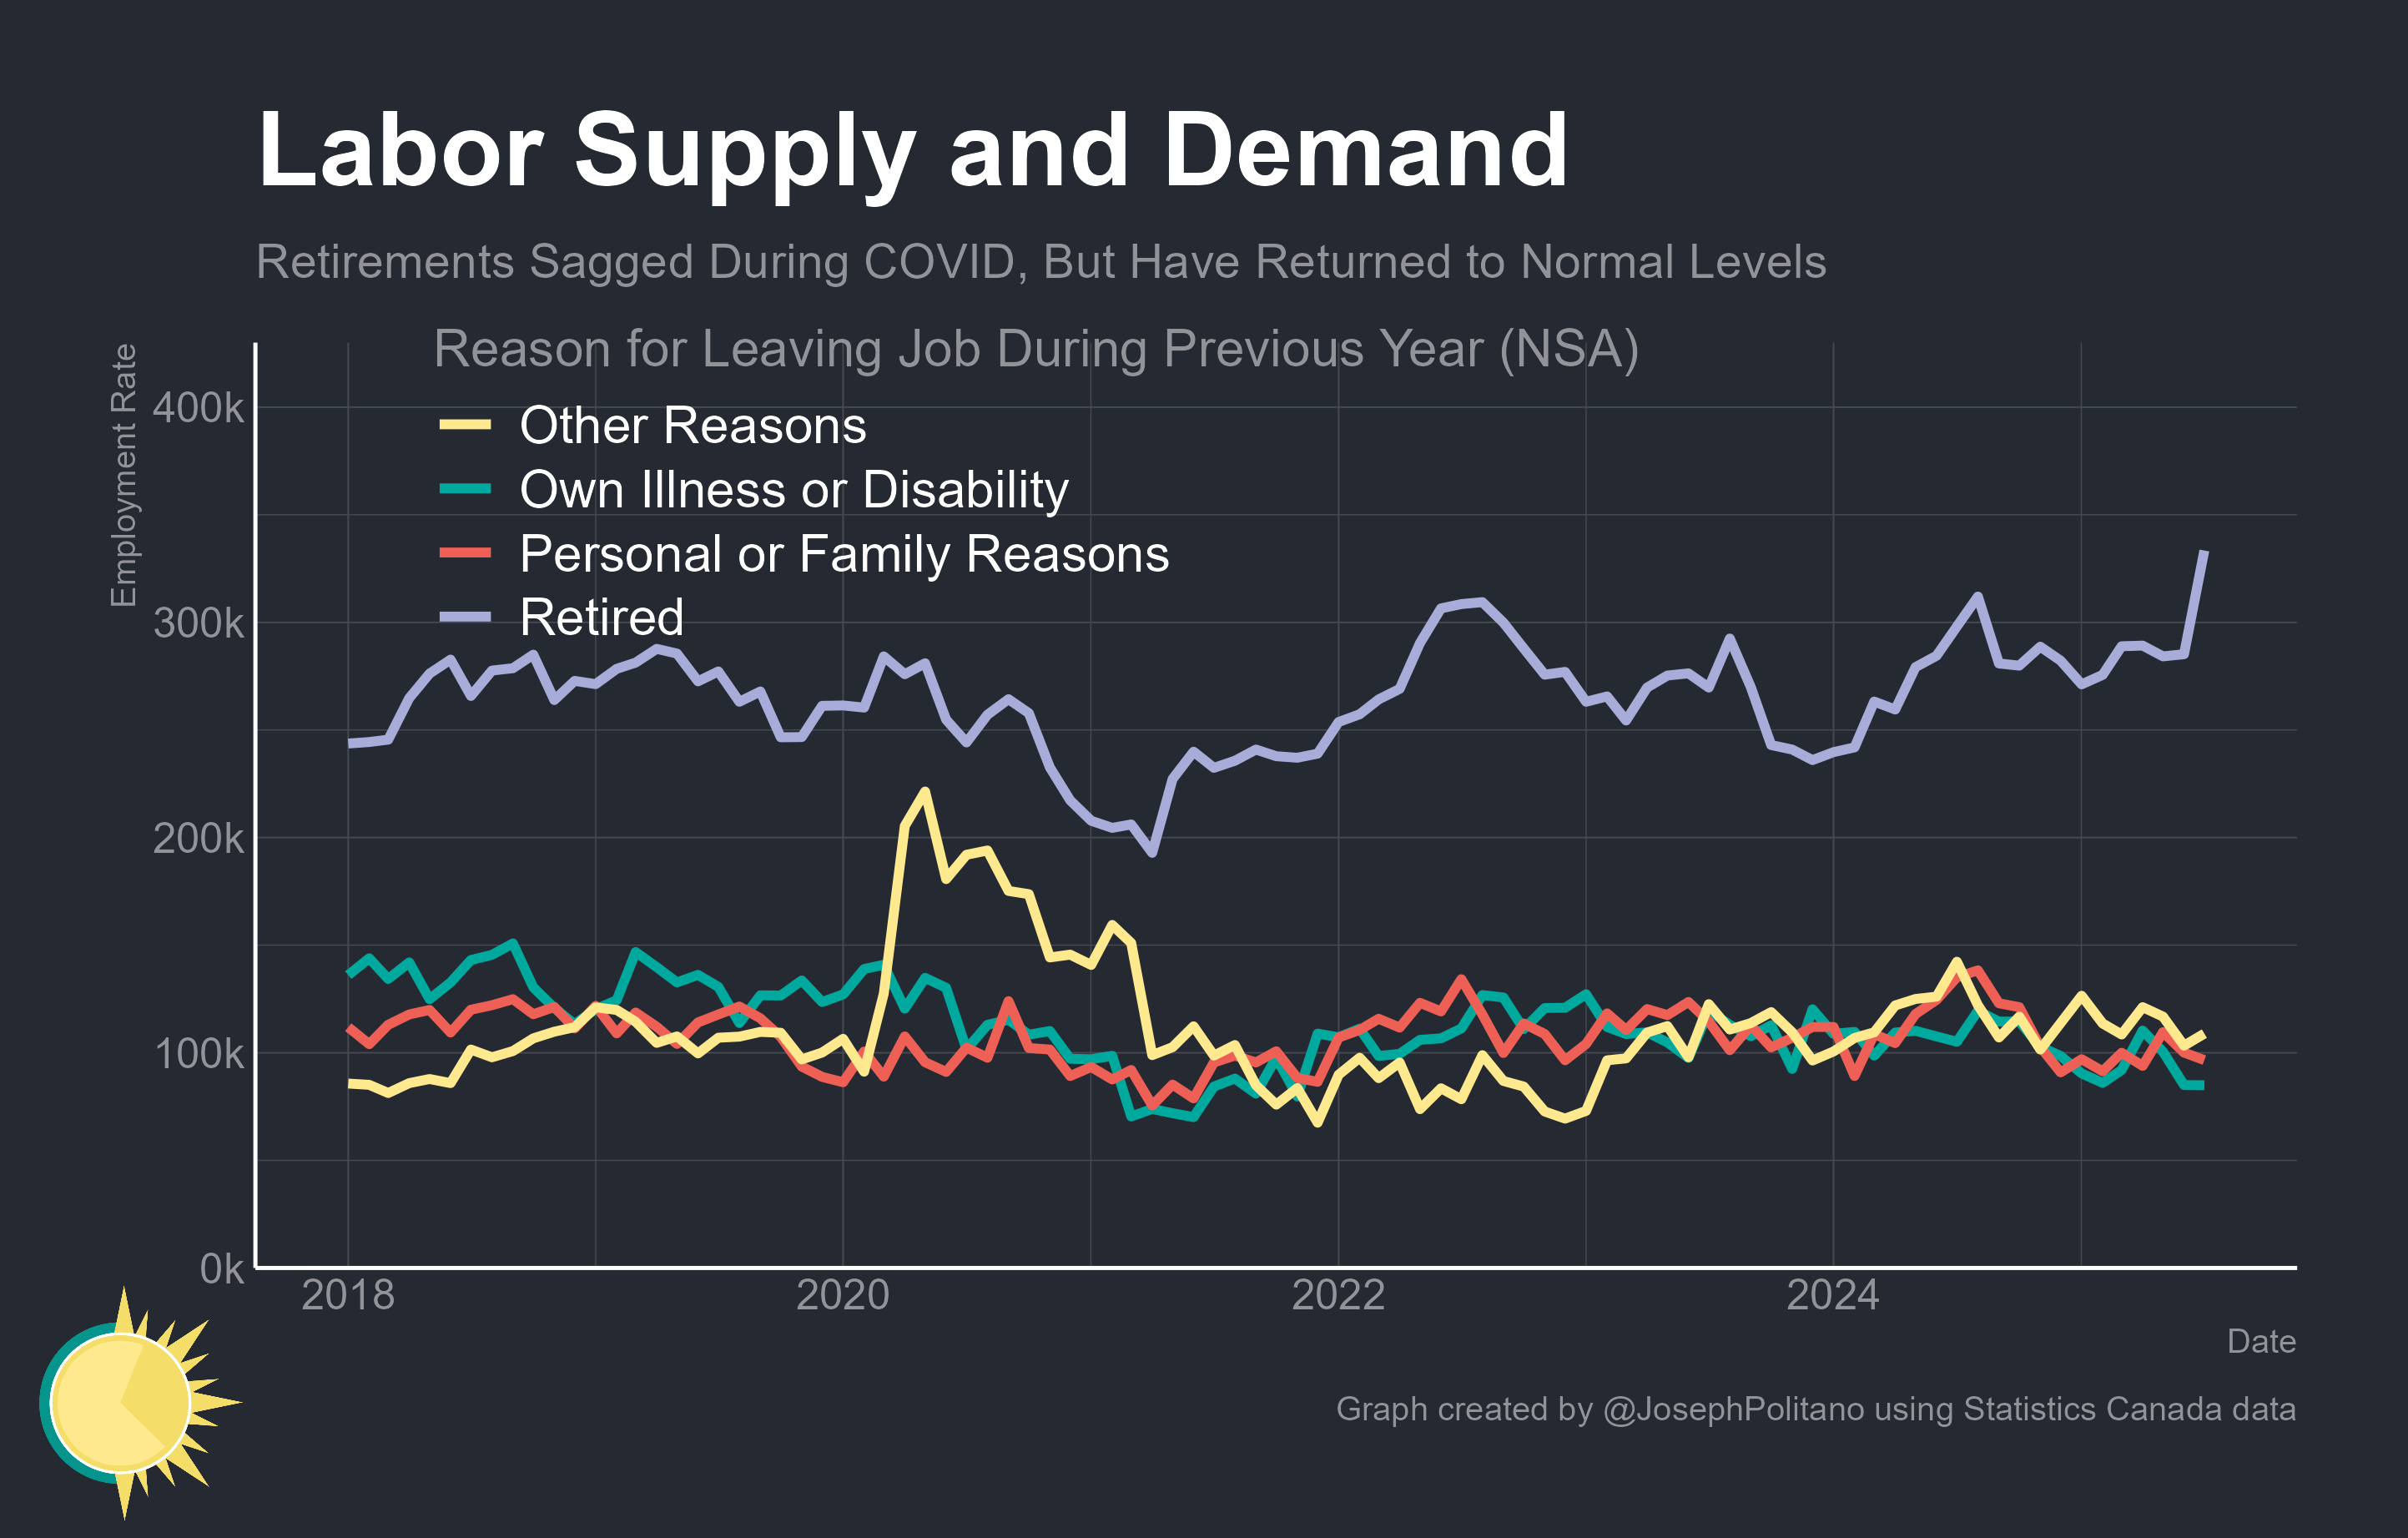 Labor Supply and Demand
Retirements Sagged During COVID, But Have Returned to Normal Levels
Reason for Leaving Job During Previous Year (NSA)
Other Reasons
Own Illness or Disability
Personal or Family Reasons
Retired
Employment Rate
400k
300k
200k
100k
0k
2018 2020 2022 2024
Date
Graph created by @JosephPolitano using Statistics Canada data